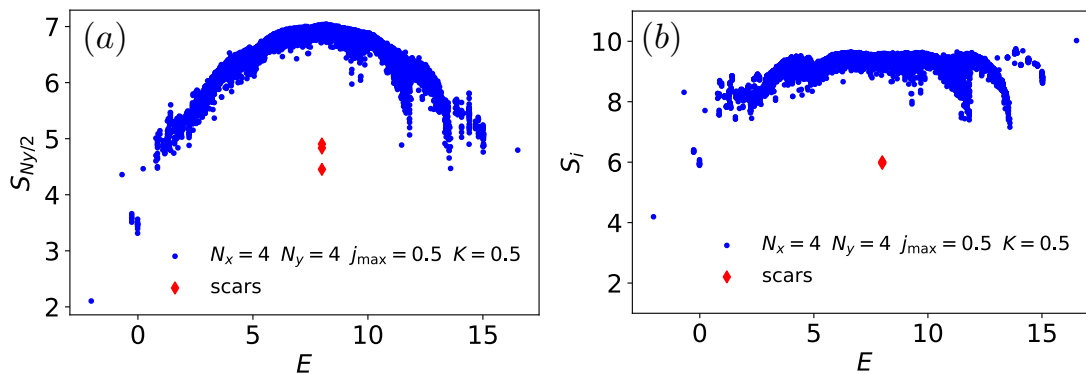 (a)
7
6
5
4
3
2
S_{Ny/2}
N_x = 4 N_y = 4 j_max = 0.5 K = 0.5
scars
0 5 10 15
E
(b)
10
8
6
4
2
S_i
N_x = 4 N_y = 4 j_max = 0.5 K = 0.5
scars
0 5 10 15
E